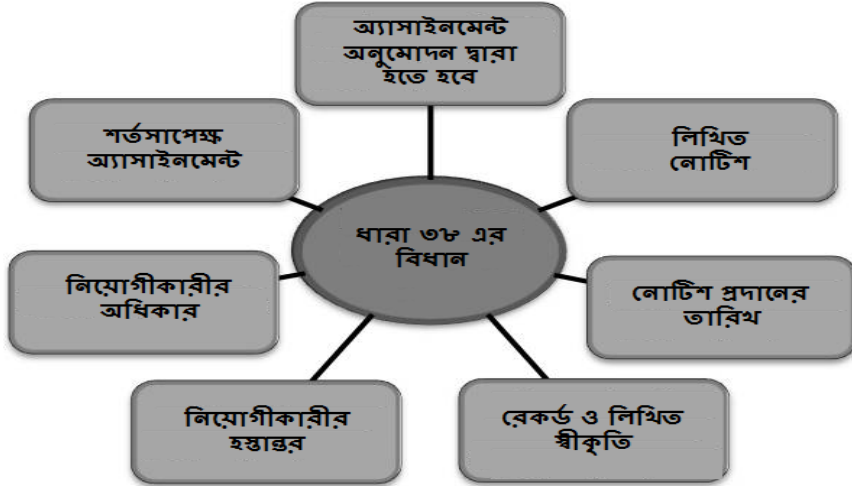 অ্যাসাইনমেন্ট
অনুমোদন দ্বারা
হতে হবে
লিখিত
নোটিশ
নোটিশ প্রদানের
তারিখ
রেকর্ড ও লিখিত
স্বীকৃতি
নিয়োগীকারীর
হস্তান্তর
নিয়োগীকারীর
অধিকার
শর্তসাপেক্ষ
অ্যাসাইনমেন্ট
ধারা ৩৮ এর
বিধান